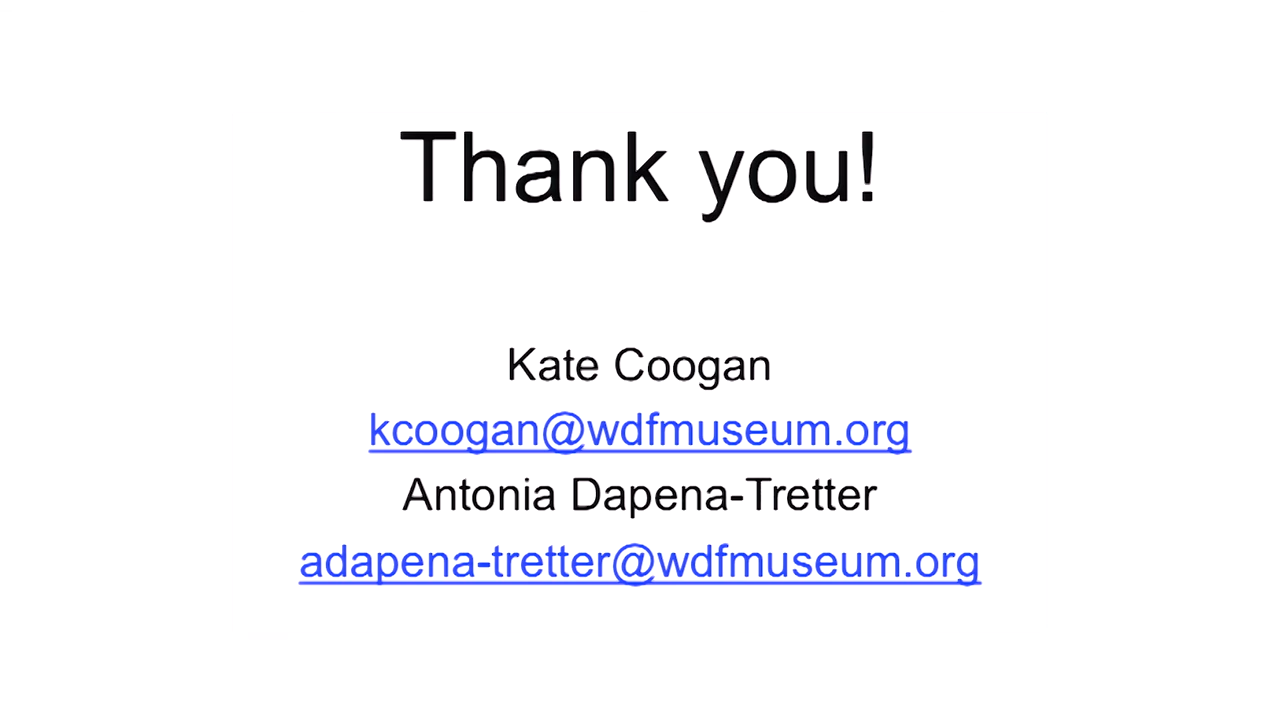 Thank you!
Kate Coogan
kcoogan@wdfmuseum.org
Antonia Dapena-Tretter
adapena-tretter@wdfmuseum.org